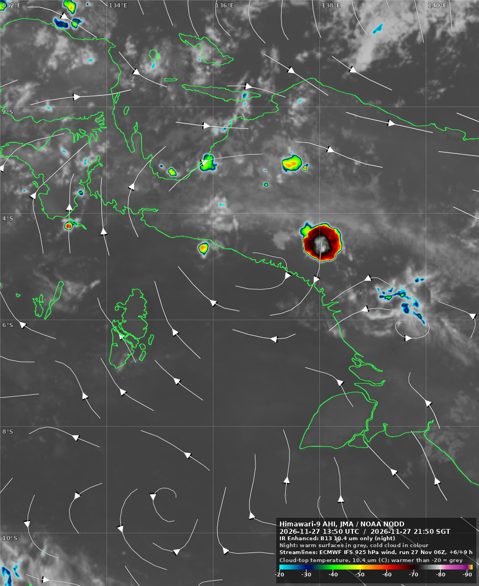 134°E
136°E
138°E
140°E
4°S
6°S
8°S
10°S
Himawari-9 AHI, JMA / NOAA NODD
2026-11-27 13:50 UTC / 2026-11-27 21:50 SGT
IR Enhanced: B13 10.4 um only (night)
Night: warm surfaces in grey, cold cloud in colour
Streamlines: ECMWF IFS 925 hPa wind, run 27 Nov 06Z, +6/+9 h
Cloud-top temperature, 10.4 um (C); warmer than -20 = grey
-20 -30 -40 -50 -60 -70 -80 -90